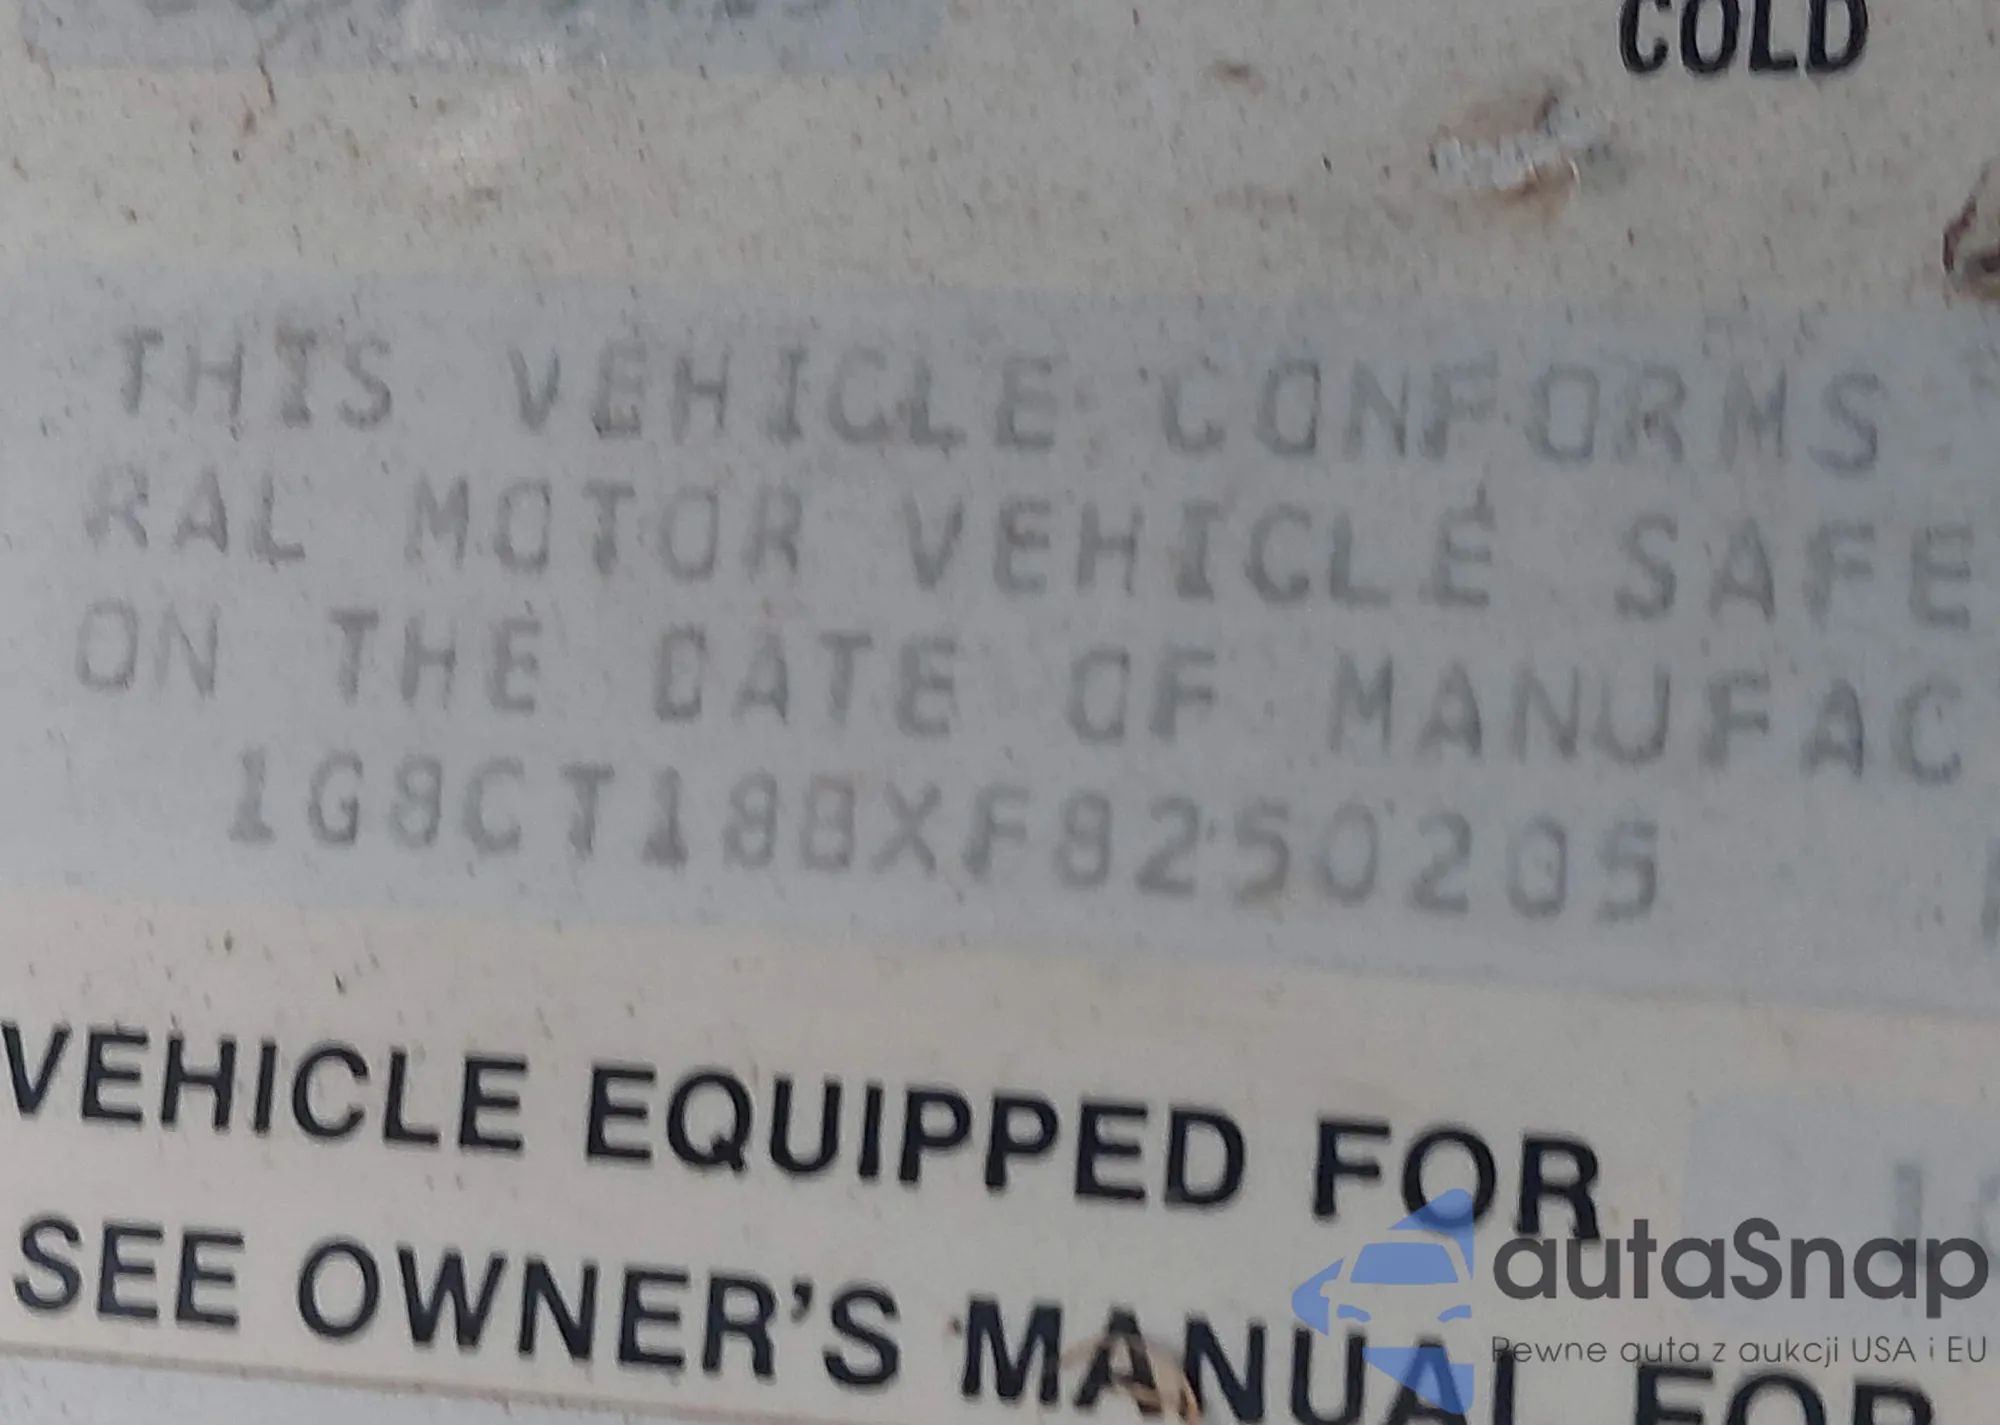 COLD
THIS VEHICLE CONFORMS
RAL MOTOR VEHICLE SAFE
ON THE DATE OF MANUFAC
1G8CT18BXF8250205
VEHICLE EQUIPPED FOR
SEE OWNER'S MANUAL FOR
autaSnap
Pewne auta z aukcji USA i EU